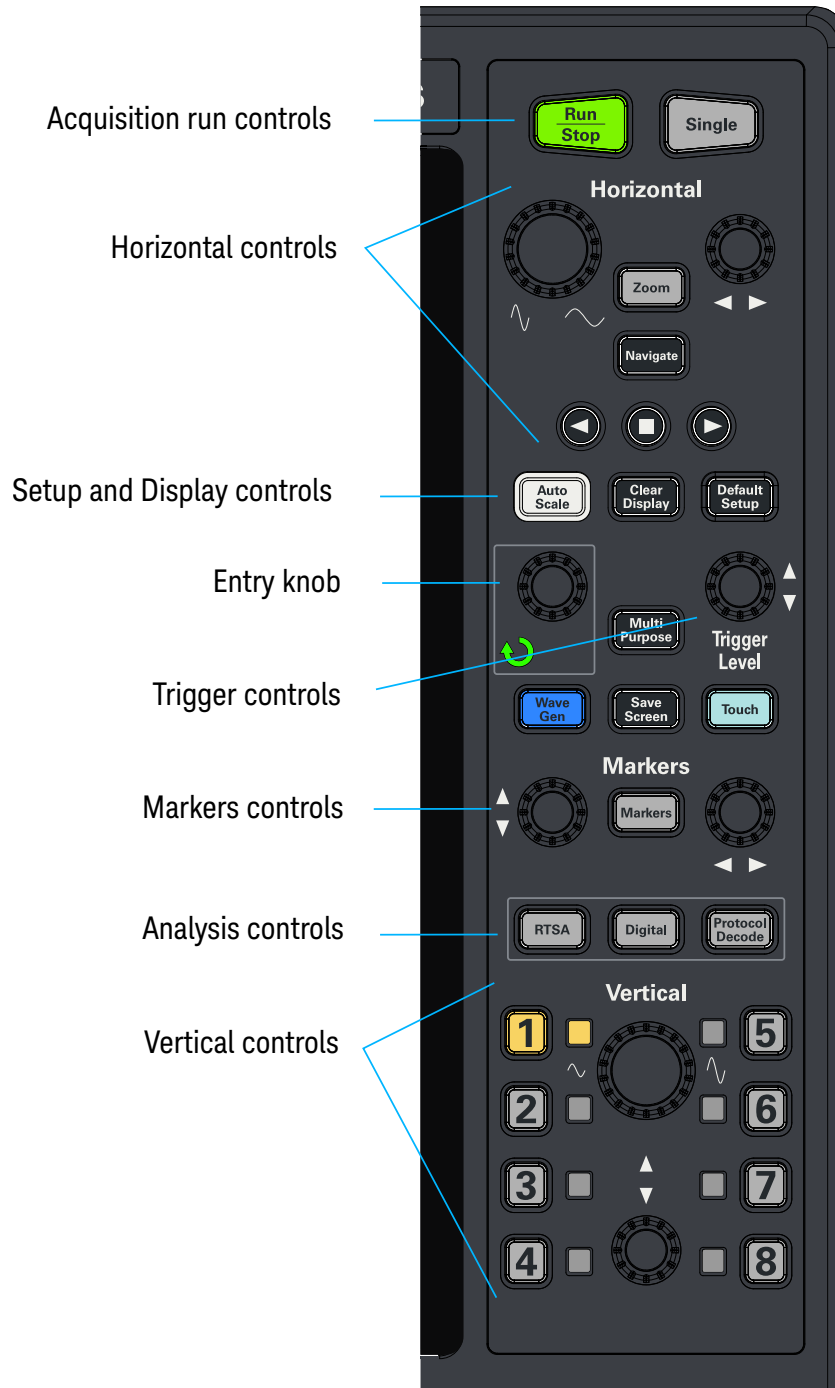 Acquisition run controls
Run
Stop
Single
Horizontal
Horizontal controls
Zoom
Navigate
Setup and Display controls
Auto
Scale
Clear
Display
Default
Setup
Entry knob
Multi
Purpose
Trigger
Level
Trigger controls
Wave
Gen
Save
Screen
Touch
Markers
Markers controls
Markers
Analysis controls
RTSA
Digital
Protocol
Decode
Vertical
Vertical controls
1
5
2
6
3
7
4
8